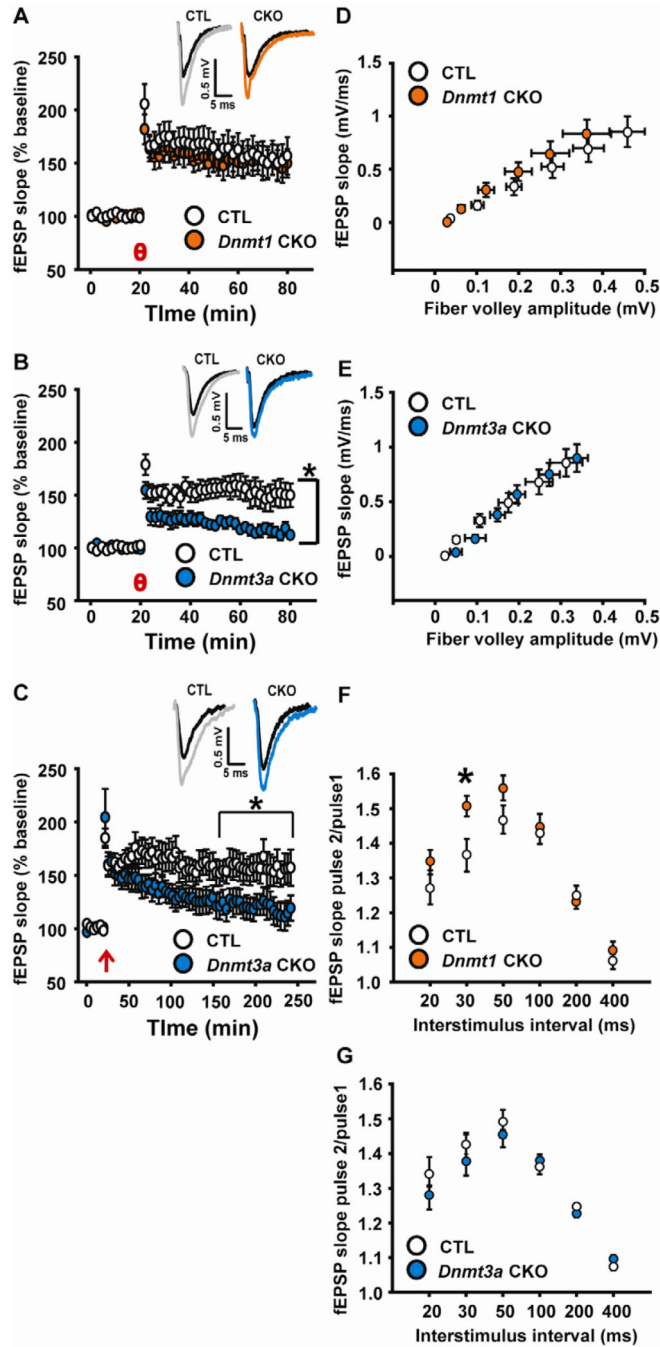 A
CTL
CKO
0.5 mV
5 ms
fEPSP slope (% baseline)
250
200
150
100
50
CTL
Dnmt1 CKO
θ
0 20 40 60 80
TIme (min)
B
CTL
CKO
0.5 mV
5 ms
fEPSP slope (% baseline)
250
200
150
100
50
*
CTL
Dnmt3a CKO
θ
0 20 40 60 80
Time (min)
C
CTL
CKO
0.5 mV
5 ms
fEPSP slope (% baseline)
250
200
150
100
50
*
CTL
Dnmt3a CKO
0 50 100 150 200 250
TIme (min)
D
fEPSP slope (mV/ms)
1.5
1
0.5
0
CTL
Dnmt1 CKO
0 0.1 0.2 0.3 0.4 0.5
Fiber volley amplitude (mV)
E
fEPSP slope (mV/ms)
1.5
1
0.5
0
CTL
Dnmt3a CKO
0 0.1 0.2 0.3 0.4 0.5
Fiber volley amplitude (mV)
F
fEPSP slope pulse 2/pulse1
1.6
1.5
1.4
1.3
1.2
1.1
1.0
*
CTL
Dnmt1 CKO
20 30 50 100 200 400
Interstimulus interval (ms)
G
fEPSP slope pulse 2/pulse1
1.6
1.5
1.4
1.3
1.2
1.1
1.0
CTL
Dnmt3a CKO
20 30 50 100 200 400
Interstimulus interval (ms)